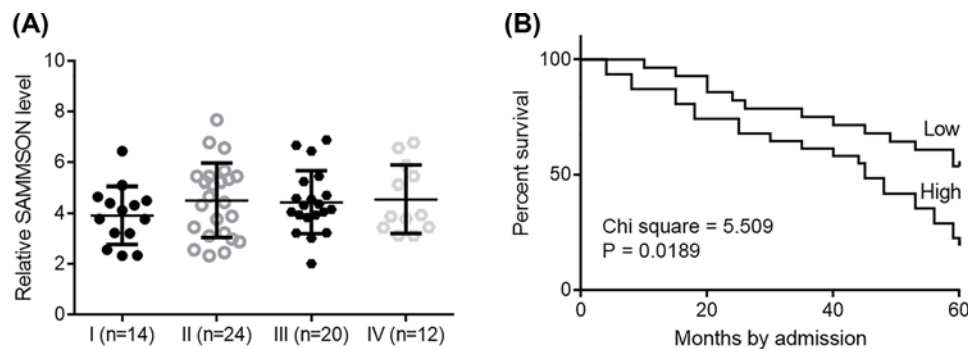 (A)
Relative SAMMSON level
10
8
6
4
2
0
I (n=14) II (n=24) III (n=20) IV (n=12)
(B)
Percent survival
100
50
0
Low
High
Chi square = 5.509
P = 0.0189
0 20 40 60
Months by admission